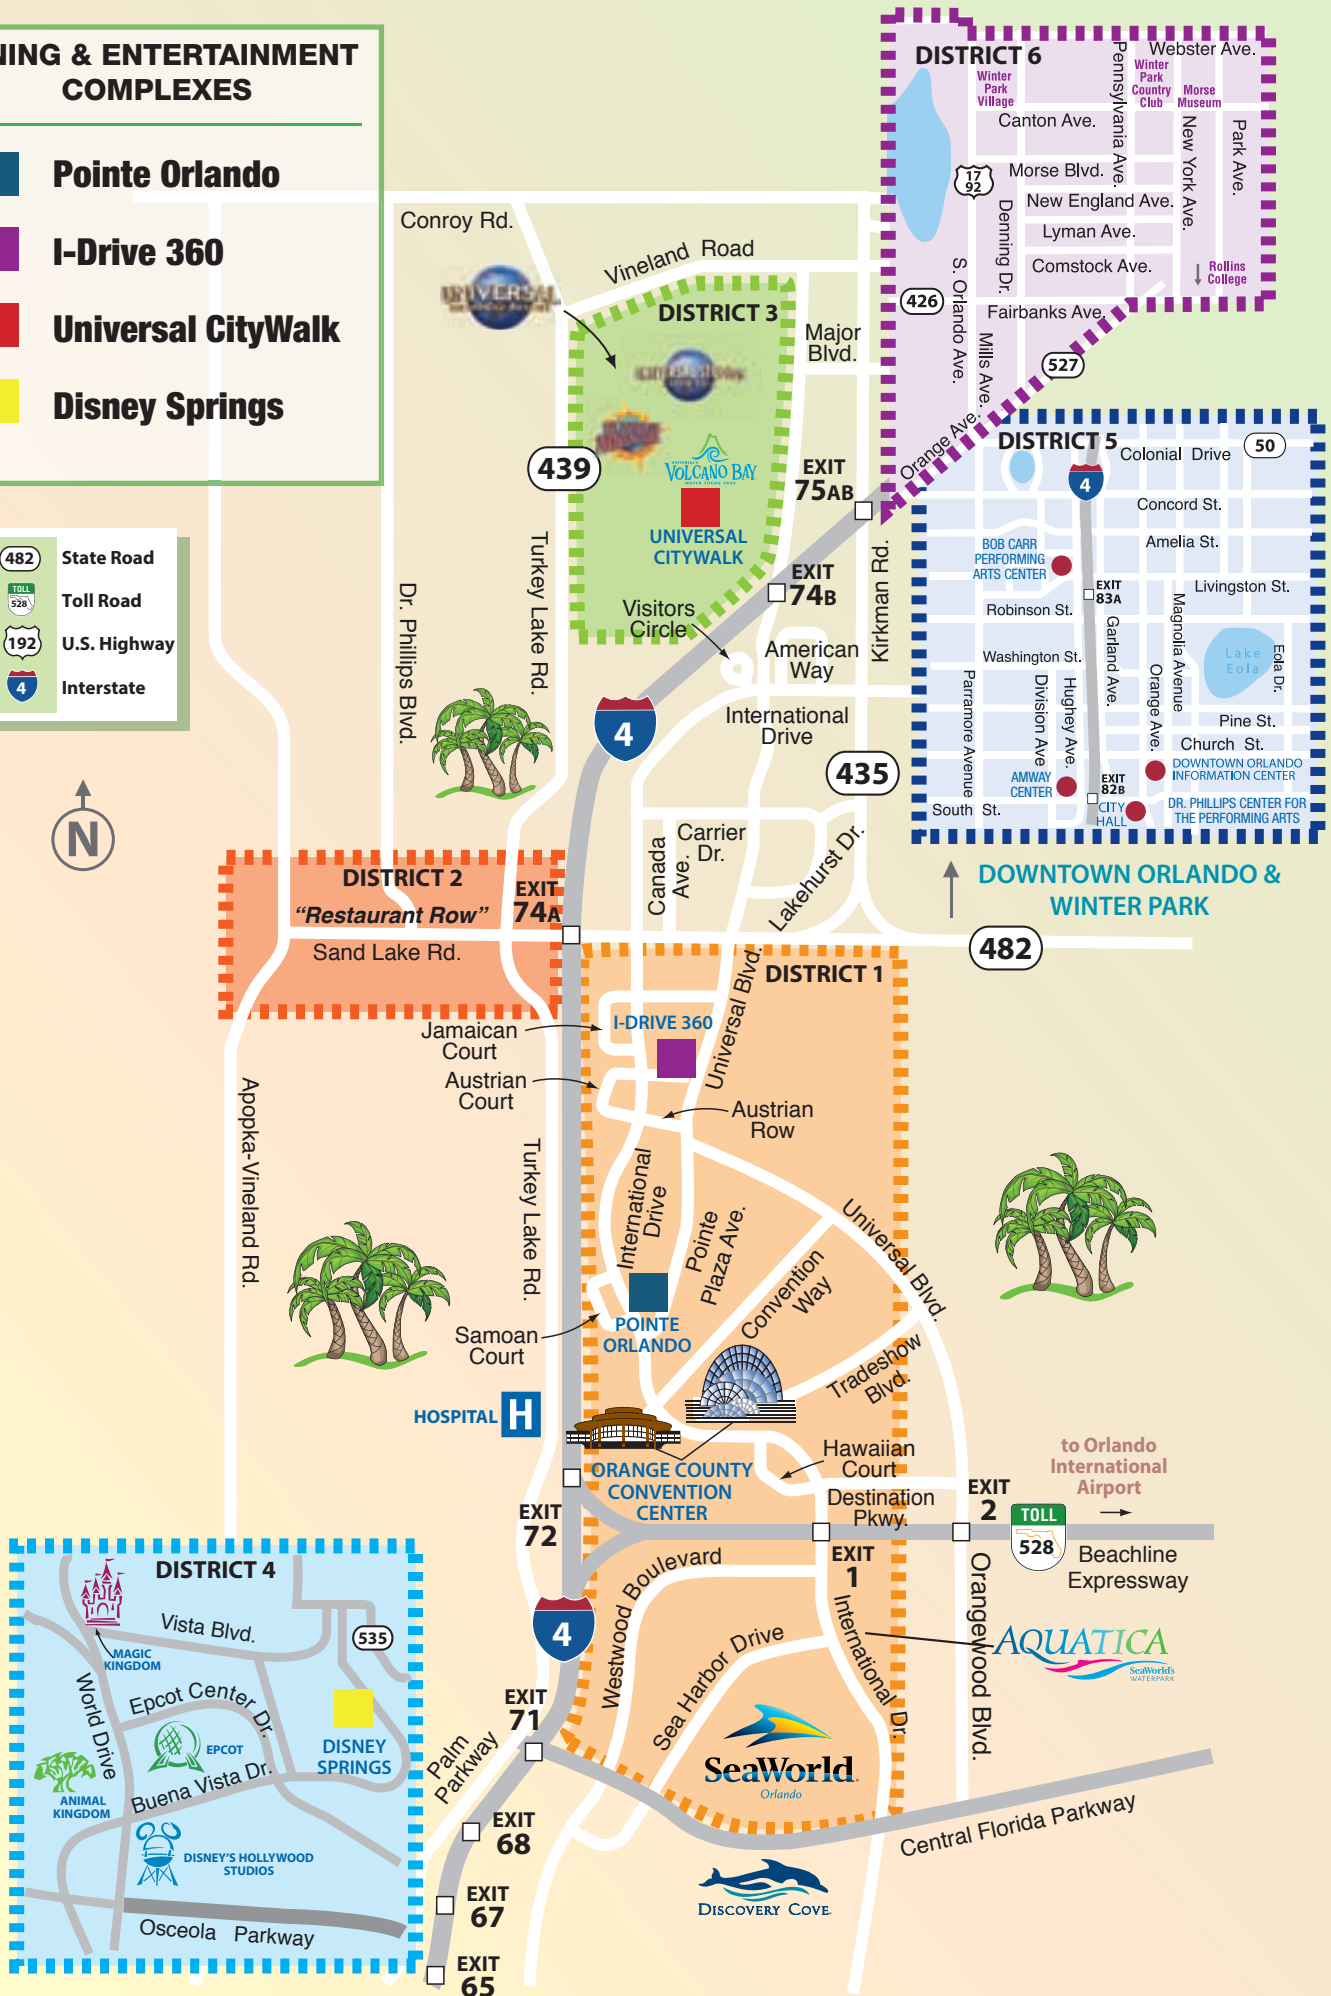 NING & ENTERTAINMENT
COMPLEXES
Pointe Orlando
I-Drive 360
Universal CityWalk
Disney Springs
482 State Road
TOLL
528 Toll Road
192 U.S. Highway
4 Interstate
N
DISTRICT 6
Webster Ave.
Winter
Park
Village
Winter
Park
Country
Club
Morse
Museum
Pennsylvania Ave.
Canton Ave.
New York Ave.
Park Ave.
17
92
Morse Blvd.
New England Ave.
Denning Dr.
Lyman Ave.
Comstock Ave.
Rollins
College
S. Orlando Ave.
426
Fairbanks Ave.
Mills Ave.
527
Orange Ave.
Conroy Rd.
Vineland Road
UNIVERSAL
DISTRICT 3
Major
Blvd.
439
UNIVERSAL'S
VOLCANO BAY
WATER THEME PARK
UNIVERSAL
CITYWALK
EXIT
75AB
EXIT
74B
Kirkman Rd.
Visitors
Circle
American
Way
International
Drive
Turkey Lake Rd.
Dr. Phillips Blvd.
4
435
DISTRICT 5
Colonial Drive
50
4
Concord St.
Amelia St.
BOB CARR
PERFORMING
ARTS CENTER
EXIT
83A
Livingston St.
Robinson St.
Garland Ave.
Magnolia Avenue
Washington St.
Lake
Eola
Eola Dr.
Parramore Avenue
Division Ave
Hughey Ave.
Orange Ave.
Pine St.
Church St.
AMWAY
CENTER
EXIT
82B
DOWNTOWN ORLANDO
INFORMATION CENTER
South St.
CITY
HALL
DR. PHILLIPS CENTER FOR
THE PERFORMING ARTS
DOWNTOWN ORLANDO &
WINTER PARK
Canada
Ave.
Carrier
Dr.
Lakehurst Dr.
DISTRICT 2
"Restaurant Row"
Sand Lake Rd.
EXIT
74A
482
DISTRICT 1
Universal Blvd.
Jamaican
Court
I-DRIVE 360
Austrian
Court
Austrian
Row
Apopka-Vineland Rd.
Turkey Lake Rd.
International
Drive
Pointe
Plaza Ave.
Universal Blvd.
Convention
Way
Samoan
Court
POINTE
ORLANDO
Tradeshow
Blvd.
HOSPITAL H
ORANGE COUNTY
CONVENTION
CENTER
Hawaiian
Court
Destination
Pkwy.
EXIT
72
EXIT
2
to Orlando
International
Airport
TOLL
528
Beachline
Expressway
EXIT
1
Westwood Boulevard
International Dr.
Orangewood Blvd.
AQUATICA
SeaWorld's
WATERPARK
4
Sea Harbor Drive
EXIT
71
SeaWorld.
Orlando
Palm
Parkway
Central Florida Parkway
EXIT
68
DISCOVERY COVE
EXIT
67
EXIT
65
DISTRICT 4
Vista Blvd.
535
MAGIC
KINGDOM
World Drive
Epcot Center Dr.
EPCOT
DISNEY
SPRINGS
ANIMAL
KINGDOM
Buena Vista Dr.
DISNEY'S HOLLYWOOD
STUDIOS
Osceola Parkway